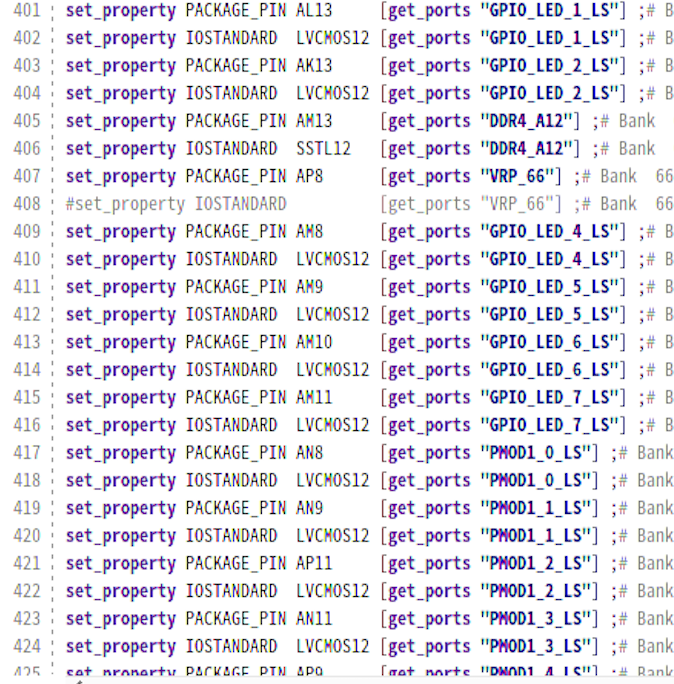 401 set_property PACKAGE_PIN AL13 [get_ports "GPIO_LED_1_LS"] ;# B
402 set_property IOSTANDARD LVCMOS12 [get_ports "GPIO_LED_1_LS"] ;# B
403 set_property PACKAGE_PIN AK13 [get_ports "GPIO_LED_2_LS"] ;# B
404 set_property IOSTANDARD LVCMOS12 [get_ports "GPIO_LED_2_LS"] ;# B
405 set_property PACKAGE_PIN AM13 [get_ports "DDR4_A12"] ;# Bank
406 set_property IOSTANDARD SSTL12 [get_ports "DDR4_A12"] ;# Bank
407 set_property PACKAGE_PIN AP8 [get_ports "VRP_66"] ;# Bank 66
408 #set_property IOSTANDARD [get_ports "VRP_66"] ;# Bank 66
409 set_property PACKAGE_PIN AM8 [get_ports "GPIO_LED_4_LS"] ;# B
410 set_property IOSTANDARD LVCMOS12 [get_ports "GPIO_LED_4_LS"] ;# B
411 set_property PACKAGE_PIN AM9 [get_ports "GPIO_LED_5_LS"] ;# B
412 set_property IOSTANDARD LVCMOS12 [get_ports "GPIO_LED_5_LS"] ;# B
413 set_property PACKAGE_PIN AM10 [get_ports "GPIO_LED_6_LS"] ;# B
414 set_property IOSTANDARD LVCMOS12 [get_ports "GPIO_LED_6_LS"] ;# B
415 set_property PACKAGE_PIN AM11 [get_ports "GPIO_LED_7_LS"] ;# B
416 set_property IOSTANDARD LVCMOS12 [get_ports "GPIO_LED_7_LS"] ;# B
417 set_property PACKAGE_PIN AN8 [get_ports "PMOD1_0_LS"] ;# Bank
418 set_property IOSTANDARD LVCMOS12 [get_ports "PMOD1_0_LS"] ;# Bank
419 set_property PACKAGE_PIN AN9 [get_ports "PMOD1_1_LS"] ;# Bank
420 set_property IOSTANDARD LVCMOS12 [get_ports "PMOD1_1_LS"] ;# Bank
421 set_property PACKAGE_PIN AP11 [get_ports "PMOD1_2_LS"] ;# Bank
422 set_property IOSTANDARD LVCMOS12 [get_ports "PMOD1_2_LS"] ;# Bank
423 set_property PACKAGE_PIN AN11 [get_ports "PMOD1_3_LS"] ;# Bank
424 set_property IOSTANDARD LVCMOS12 [get_ports "PMOD1_3_LS"] ;# Bank
425 set_property PACKAGE_PIN AP9 [get_ports "PMOD1_4_LS"] ;# Bank